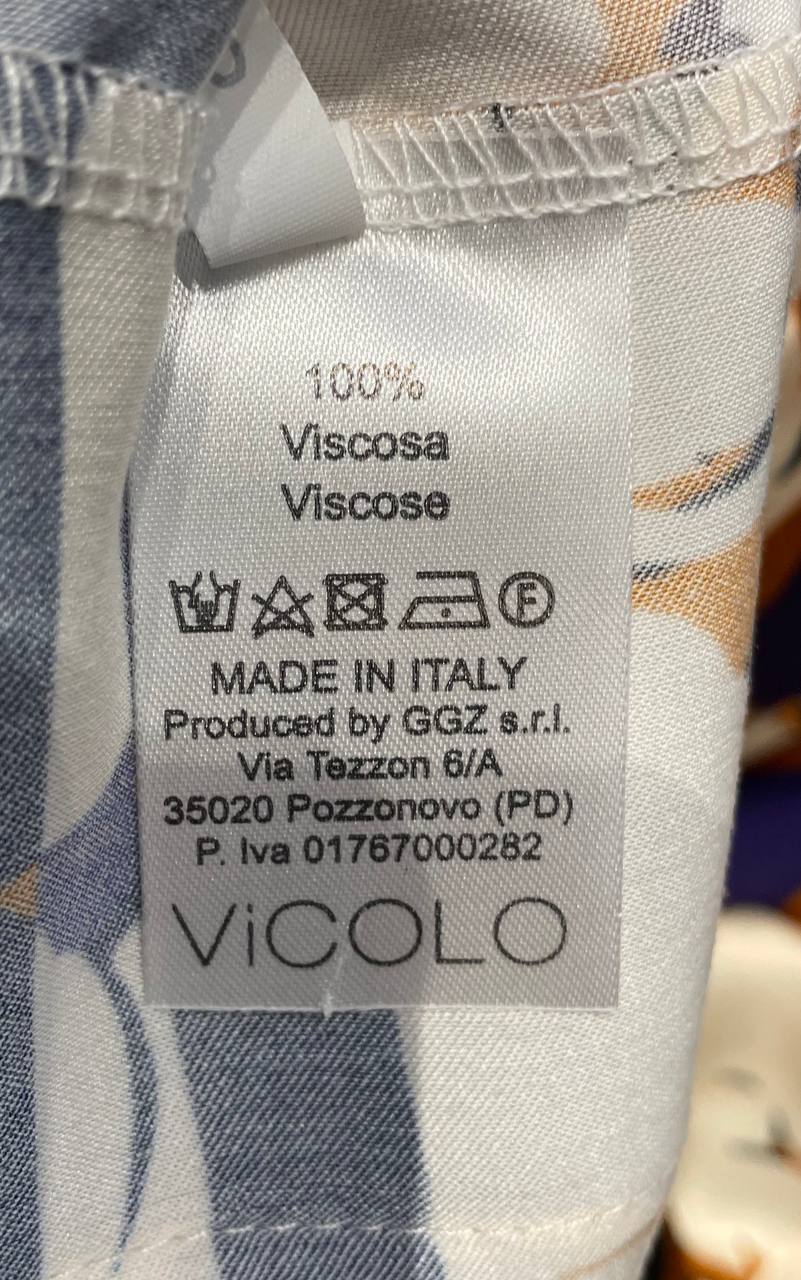 100%
Viscosa
Viscose
F
MADE IN ITALY
Produced by GGZ s.r.l.
Via Tezzon 6/A
35020 Pozzonovo (PD)
P. Iva 01767000282
ViCOLO